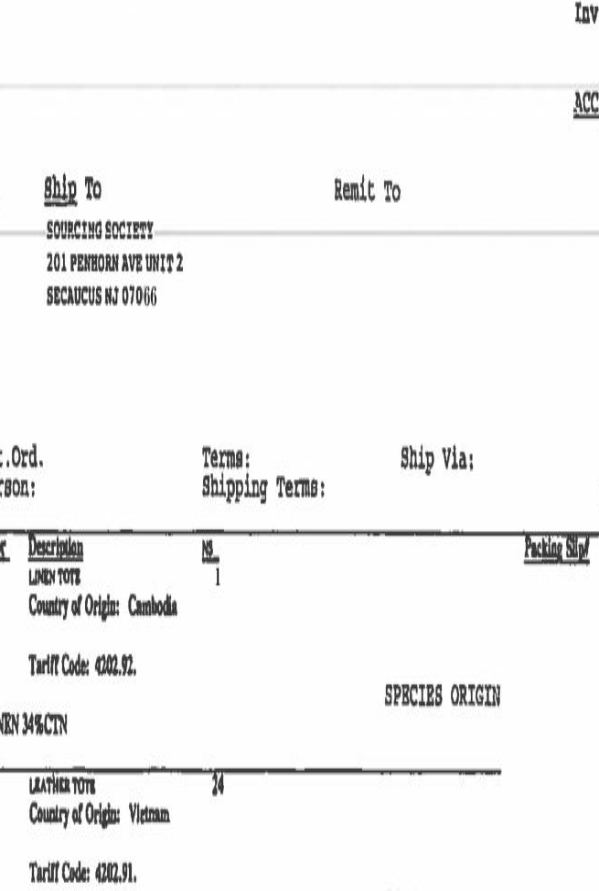 Inv
ACC
Ship To Remit To
SOURCING SOCIETY
201 PENHORN AVE UNIT 2
SECAUCUS NJ 07066
t.Ord. Terms: Ship Via:
rson: Shipping Terms:
er Description NS Packing Slip#
LINEN TOTE 1
Country of Origin: Cambodia
Tariff Code: 4202.92.
SPECIES ORIGIN
NEN 34%CTN
LEATHER TOTE 24
Country of Origin: Vietnam
Tariff Code: 4202.91.